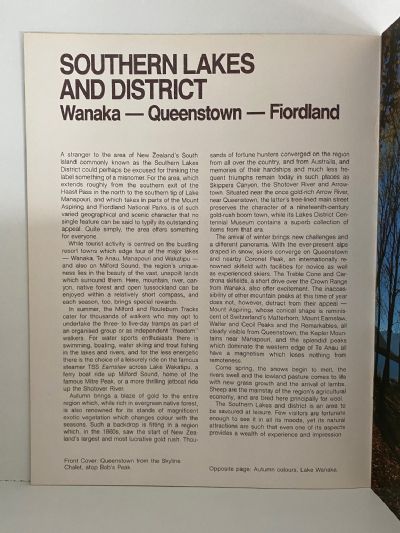 SOUTHERN LAKES
AND DISTRICT
Wanaka — Queenstown — Fiordland
A stranger to the area of New Zealand's South
Island commonly known as the Southern Lakes
District could perhaps be excused for thinking the
label something of a misnomer. For the area, which
extends roughly from the southern exit of the
Haast Pass in the north to the southern tip of Lake
Manapouri, and which takes in parts of the Mount
Aspiring and Fiordland National Parks, is of such
varied geographical and scenic character that no
single feature can be said to typify its outstanding
appeal. Quite simply, the area offers something
for everyone.
While tourist activity is centred on the bustling
resort towns which edge four of the major lakes
— Wanaka, Te Anau, Manapouri and Wakatipu —
and also on Milford Sound, the region's unique-
ness lies in the beauty of the vast, unspoilt lands
which surround them. Here, mountain, river, can-
yon, native forest and open tussockland can be
enjoyed within a relatively short compass, and
each season, too, brings special rewards.
In summer, the Milford and Routeburn Tracks
cater for thousands of walkers who may opt to
undertake the three- to five-day tramps as part of
an organised group or as independent "freedom"
walkers. For water sports enthusiasts there is
swimming, boating, water skiing and trout fishing
in the lakes and rivers, and for the less energetic
there is the choice of a leisurely ride on the famous
steamer TSS Earnslaw across Lake Wakatipu, a
ferry boat ride up Milford Sound, home of the
famous Mitre Peak, or a more thrilling jetboat ride
up the Shotover River.
Autumn brings a blaze of gold to the entire
region which, while rich in evergreen native forest,
is also renowned for its stands of magnificent
exotic vegetation which changes colour with the
seasons. Such a backdrop is fitting in a region
which, in the 1860s, saw the start of New Zea-
land's largest and most lucrative gold rush. Thou-
sands of fortune hunters converged on the region
from all over the country, and from Australia, and
memories of their hardships and much less fre-
quent triumphs remain today in such places as
Skippers Canyon, the Shotover River and Arrow-
town. Situated near the once gold-rich Arrow River,
near Queenstown, the latter's tree-lined main street
preserves the character of a nineteenth-century
gold-rush boom town, while its Lakes District Cen-
tennial Museum contains a superb collection of
items from that era.
The arrival of winter brings new challenges and
a different panorama. With the ever-present alps
draped in snow, skiers converge on Queenstown
and nearby Coronet Peak, an internationally re-
nowned skifield with facilities for novice as well
as experienced skiers. The Treble Cone and Car-
drona skifields, a short drive over the Crown Range
from Wanaka, also offer excitement. The inacces-
sibility of other mountain peaks at this time of year
does not, however, detract from their appeal —
Mount Aspiring, whose conical shape is reminis-
cent of Switzerland's Matterhorn, Mount Earnslaw,
Walter and Cecil Peaks and the Remarkables, all
clearly visible from Queenstown, the Kepler Moun-
tains near Manapouri, and the splendid peaks
which dominate the western edge of Te Anau all
have a magnetism which loses nothing from
remoteness.
Come spring, the snows begin to melt, the
rivers swell and the lowland pasture comes to life
with new grass growth and the arrival of lambs.
Sheep are the mainstay of the region's agricultural
economy, and are bred here principally for wool.
The Southern Lakes and district is an area to
be savoured at leisure. Few visitors are fortunate
enough to see it in all its moods, yet its natural
attractions are such that even one of its aspects
provides a wealth of experience and impression.
Front Cover: Queenstown from the Skyline
Chalet, atop Bob's Peak.
Opposite page: Autumn colours, Lake Wanaka.